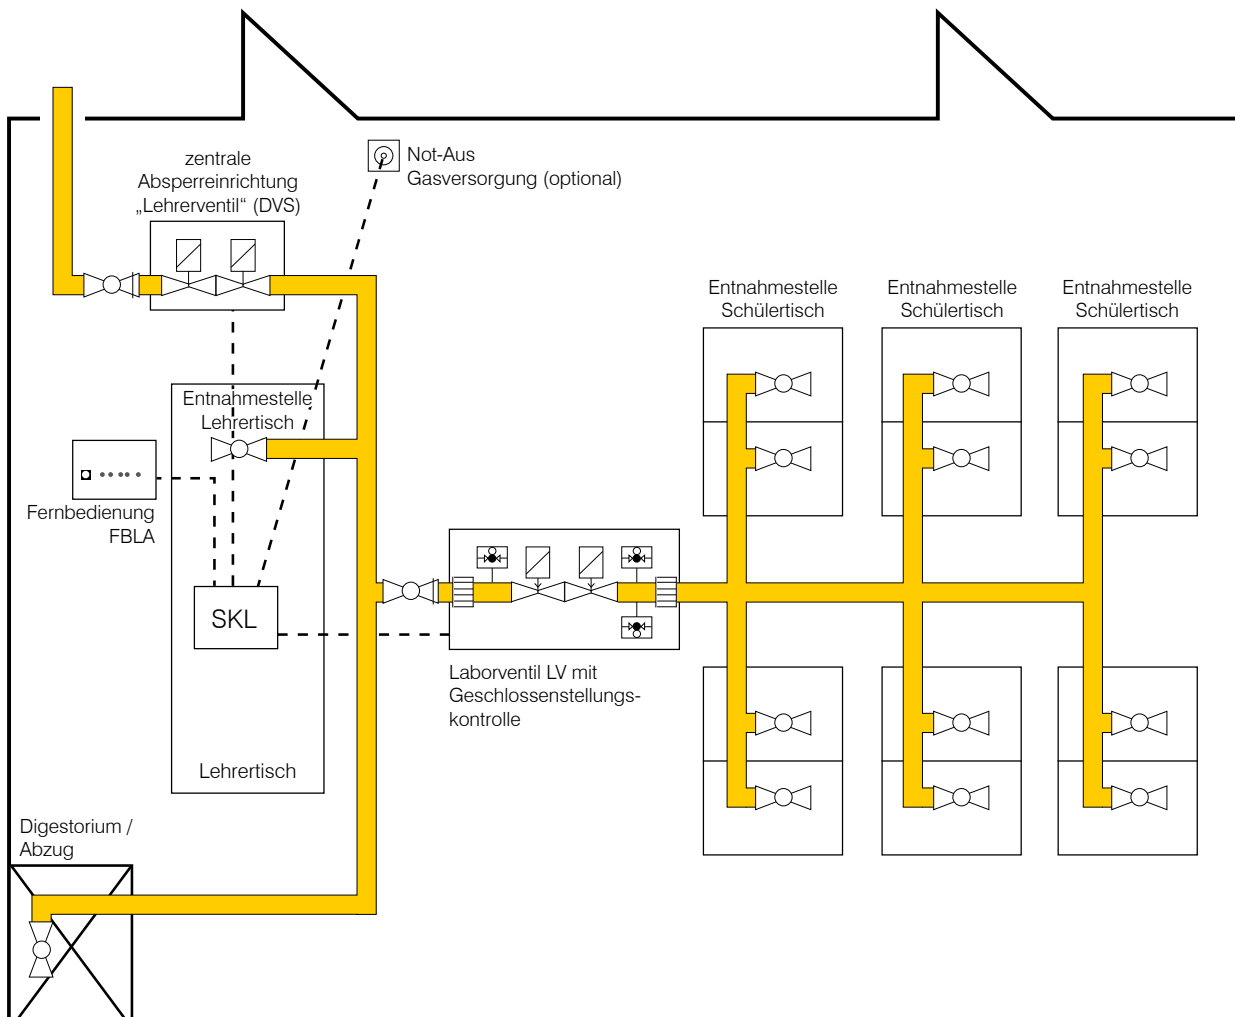 zentrale
Absperreinrichtung
„Lehrerventil“ (DVS)
Not-Aus
Gasversorgung (optional)
Entnahmestelle
Schülertisch
Entnahmestelle
Schülertisch
Entnahmestelle
Schülertisch
Entnahmestelle
Lehrertisch
Fernbedienung
FBLA
SKL
Laborventil LV mit
Geschlossenstellungs-
kontrolle
Lehrertisch
Digestorium /
Abzug